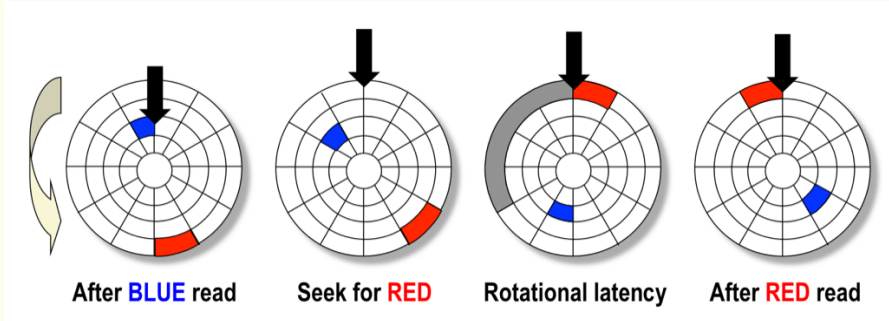 After BLUE read
Seek for RED
Rotational latency
After RED read